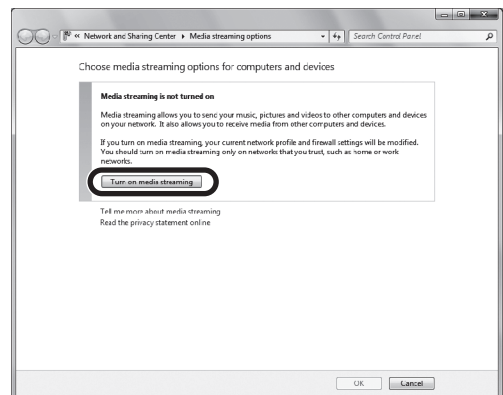 « Network and Sharing Center ▸ Media streaming options
Search Control Panel
Choose media streaming options for computers and devices
Media streaming is not turned on
Media streaming allows you to send your music, pictures and videos to other computers and devices
on your network. It also allows you to receive media from other computers and devices.
If you turn on media streaming, your current network profile and firewall settings will be modified.
You should turn on media streaming only on networks that you trust, such as home or work
networks.
Turn on media streaming
Tell me more about media streaming
Read the privacy statement online
OK
Cancel